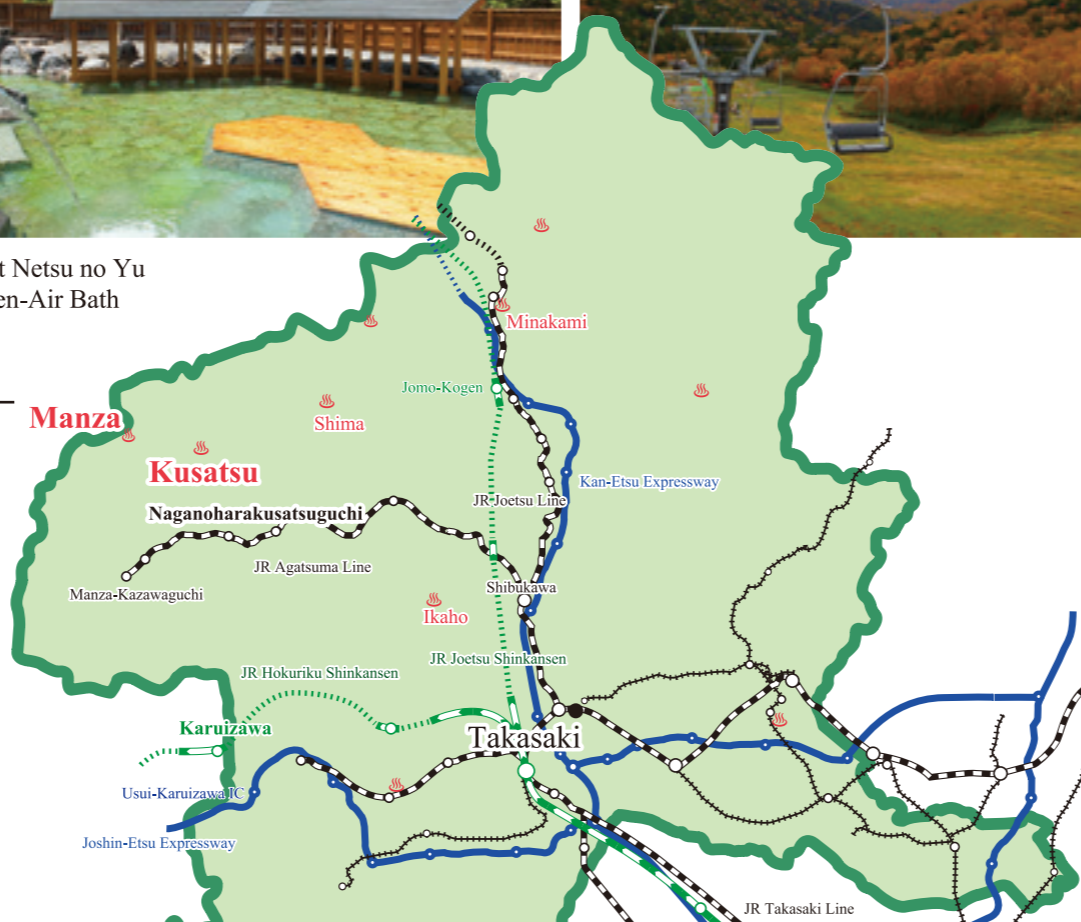 t Netsu no Yu
en-Air Bath
Minakami
Jomo-Kogen
Manza
Shima
Kusatsu
Kan-Etsu Expressway
JR Joetsu Line
Naganoharakusatsuguchi
JR Agatsuma Line
Shibukawa
Manza-Kazawaguchi
Ikaho
JR Joetsu Shinkansen
JR Hokuriku Shinkansen
Karuizawa
Takasaki
Usui-Karuizawa IC
Joshin-Etsu Expressway
JR Takasaki Line